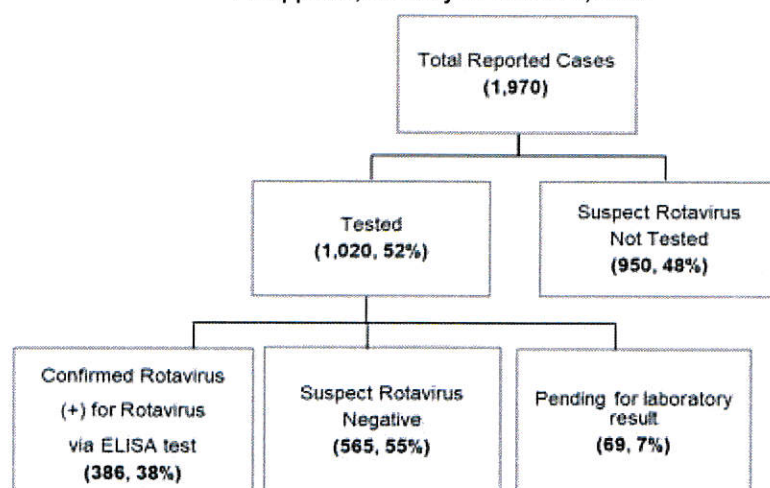 Total Reported Cases
(1,970)
Tested
(1,020, 52%)
Suspect Rotavirus
Not Tested
(950, 48%)
Confirmed Rotavirus
(+) for Rotavirus
via ELISA test
(386, 38%)
Suspect Rotavirus
Negative
(565, 55%)
Pending for laboratory
result
(69, 7%)